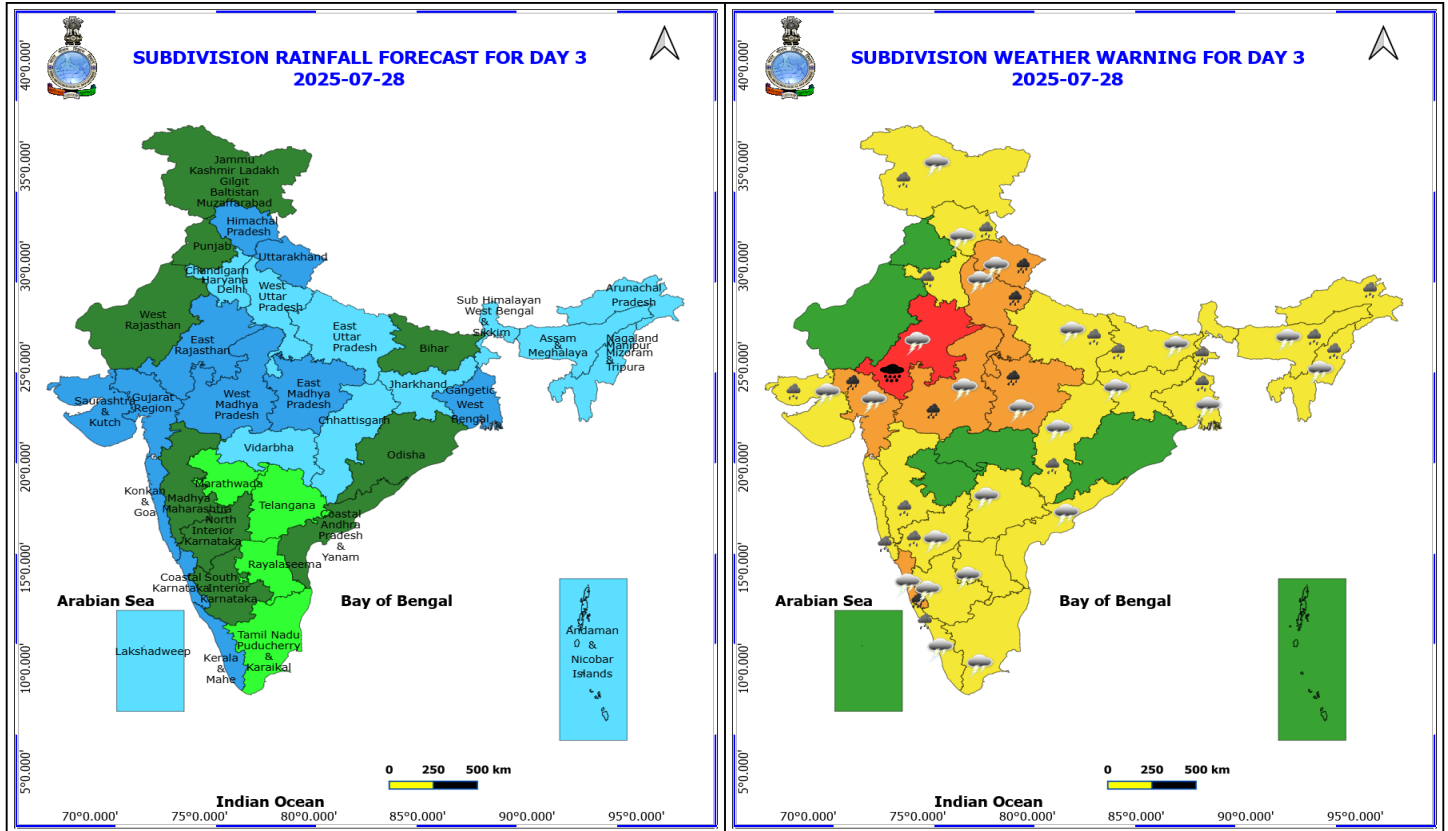 SUBDIVISION RAINFALL FORECAST FOR DAY 3
2025-07-28
40°0.000'
35°0.000'
30°0.000'
25°0.000'
20°0.000'
15°0.000'
10°0.000'
5°0.000'
Jammu
Kashmir Ladakh
Gilgit
Baltistan
Muzaffarabad
Himachal
Pradesh
Punjab
Uttarakhand
Chandigarh
Haryana
Delhi
West
Uttar
Pradesh
West
Rajasthan
East
Rajasthan
East
Uttar
Pradesh
Bihar
Sub Himalayan
West Bengal
&
Sikkim
Arunachal
Pradesh
Assam
&
Meghalaya
Nagaland
Manipur
Mizoram
&
Tripura
Saurashtra
&
Kutch
Gujarat
Region
West
Madhya
Pradesh
East
Madhya
Pradesh
Jharkhand
Gangetic
West
Bengal
Chhattisgarh
Vidarbha
Odisha
Konkan
&
Goa
Madhya
Maharashtra
Marathwada
Telangana
North
Interior
Karnataka
Coastal
Andhra
Pradesh
&
Yanam
Rayalaseema
Coastal
Karnataka
South
Interior
Karnataka
Tamil Nadu
Puducherry
&
Karaikal
Kerala
&
Mahe
Arabian Sea
Lakshadweep
Bay of Bengal
Andaman
&
Nicobar
Islands
0 250 500 km
Indian Ocean
70°0.000' 75°0.000' 80°0.000' 85°0.000' 90°0.000' 95°0.000'
SUBDIVISION WEATHER WARNING FOR DAY 3
2025-07-28
40°0.000'
35°0.000'
30°0.000'
25°0.000'
20°0.000'
15°0.000'
10°0.000'
5°0.000'
Arabian Sea
Bay of Bengal
0 250 500 km
Indian Ocean
70°0.000' 75°0.000' 80°0.000' 85°0.000' 90°0.000' 95°0.000'